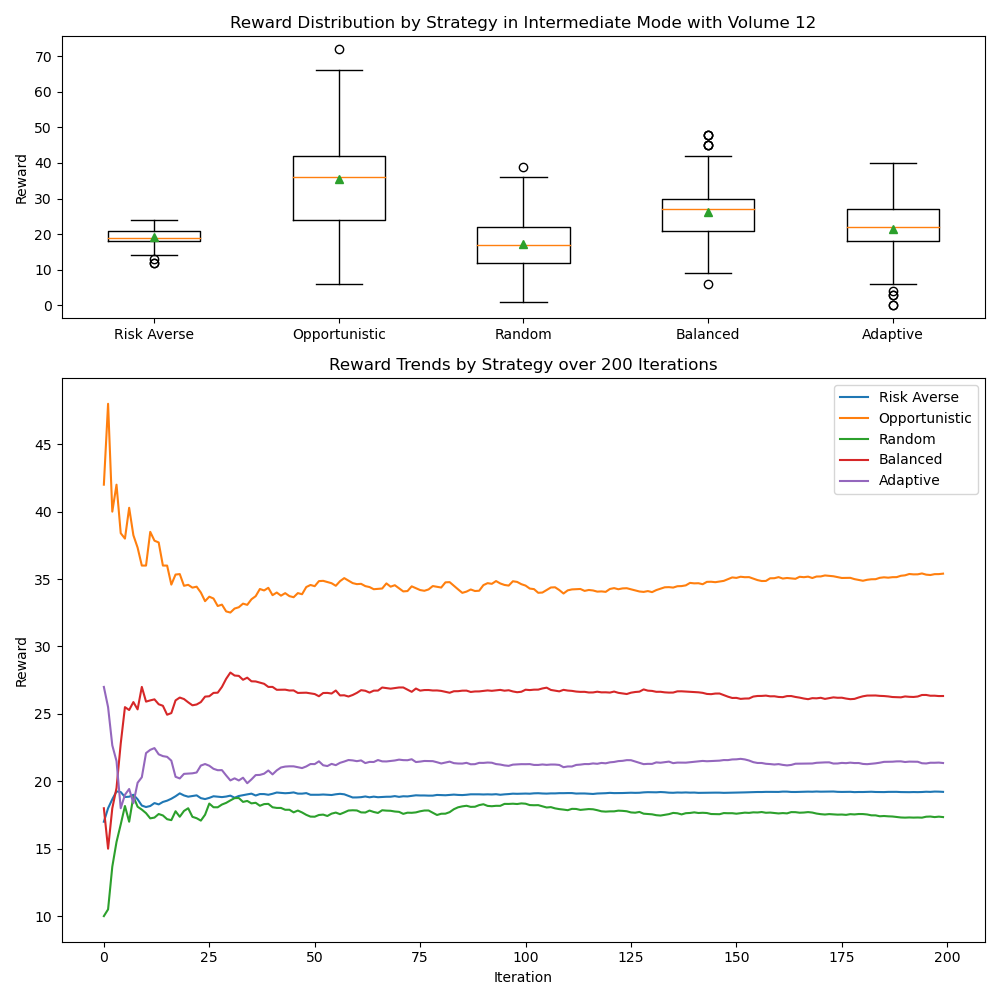 Reward Distribution by Strategy in Intermediate Mode with Volume 12
Reward
70
60
50
40
30
20
10
0
Risk Averse Opportunistic Random Balanced Adaptive
Reward Trends by Strategy over 200 Iterations
Reward
45
40
35
30
25
20
15
10
Risk Averse
Opportunistic
Random
Balanced
Adaptive
0 25 50 75 100 125 150 175 200
Iteration